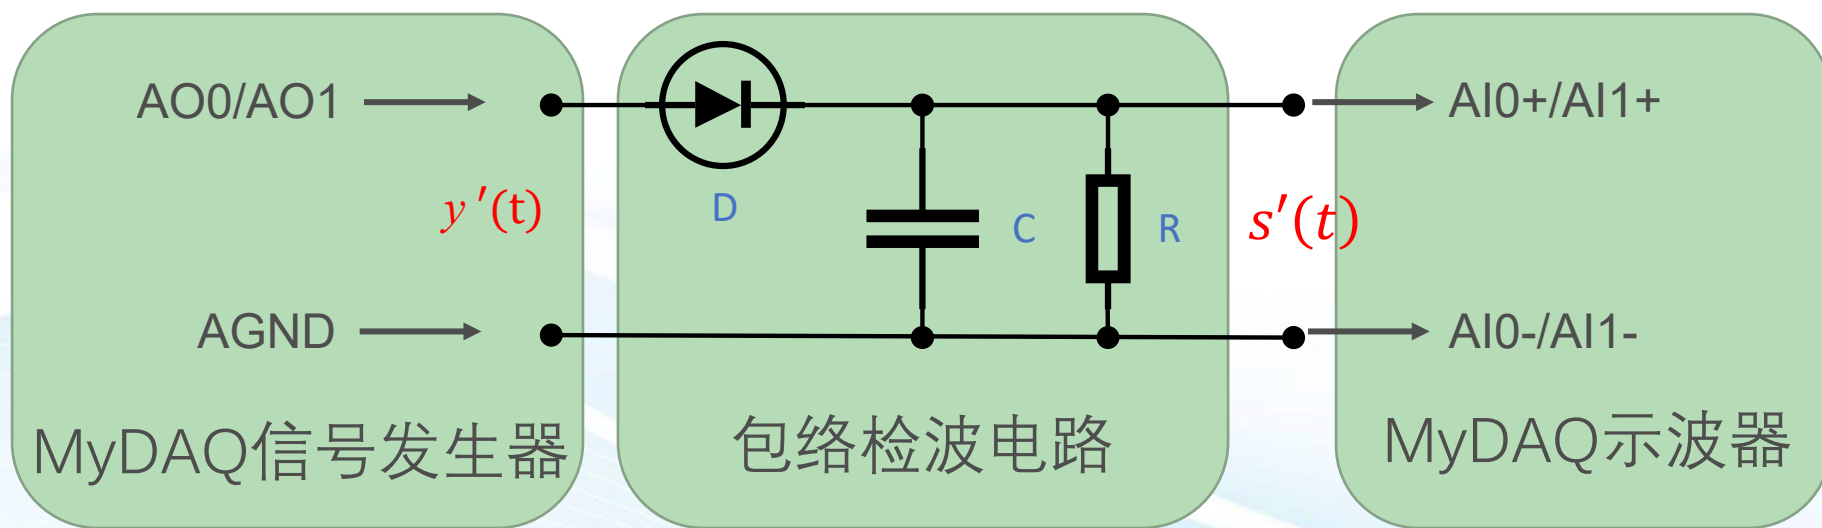 AO0/AO1
AI0+/AI1+
y′(t)
D
C
R
s′(t)
AGND
AI0-/AI1-
MyDAQ信号发生器
包络检波电路
MyDAQ示波器